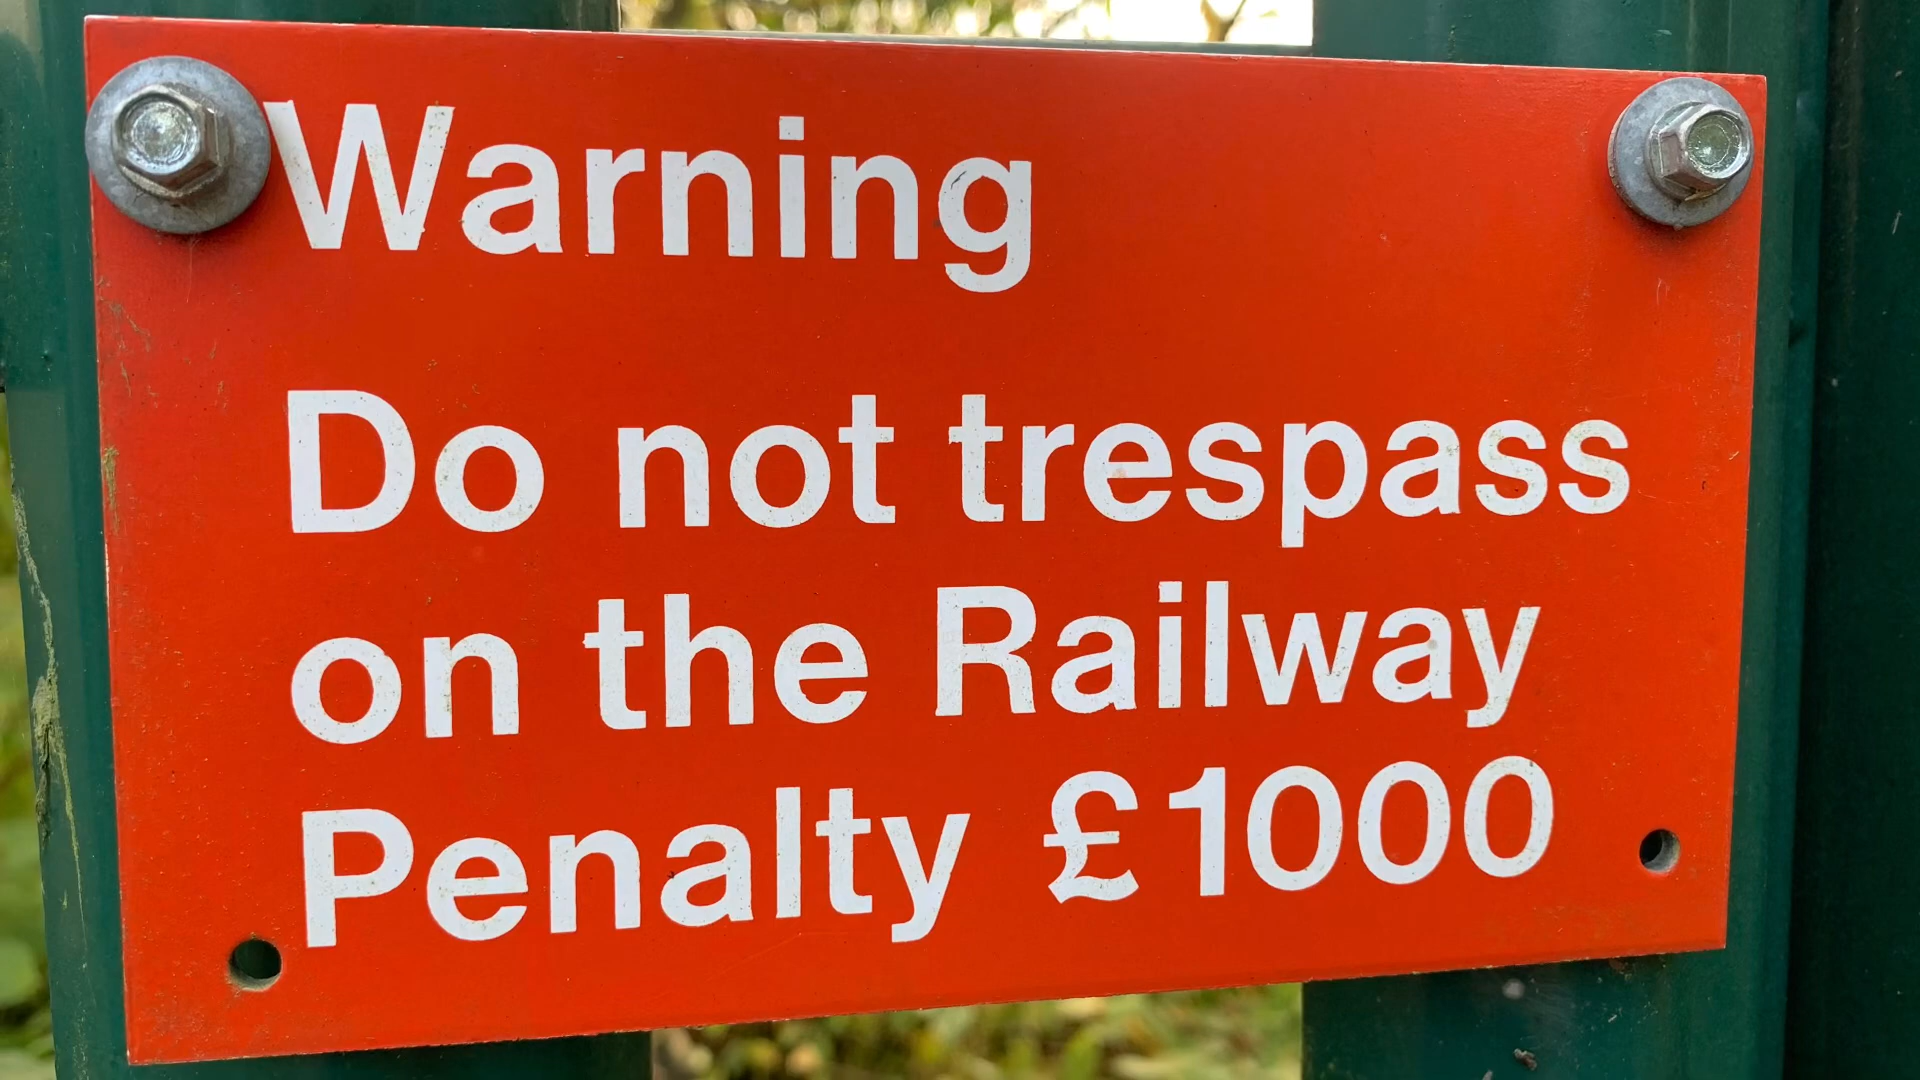 Warning
Do not trespass
on the Railway
Penalty £1000